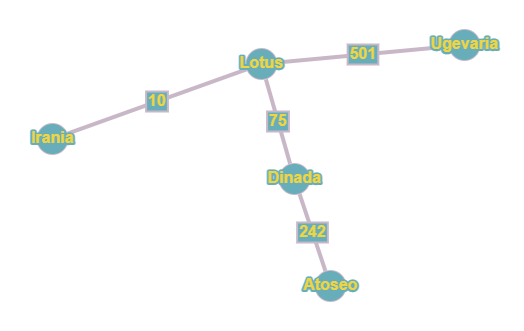 Ugevaria
501
Lotus
10
75
Irania
Dinada
242
Atoseo